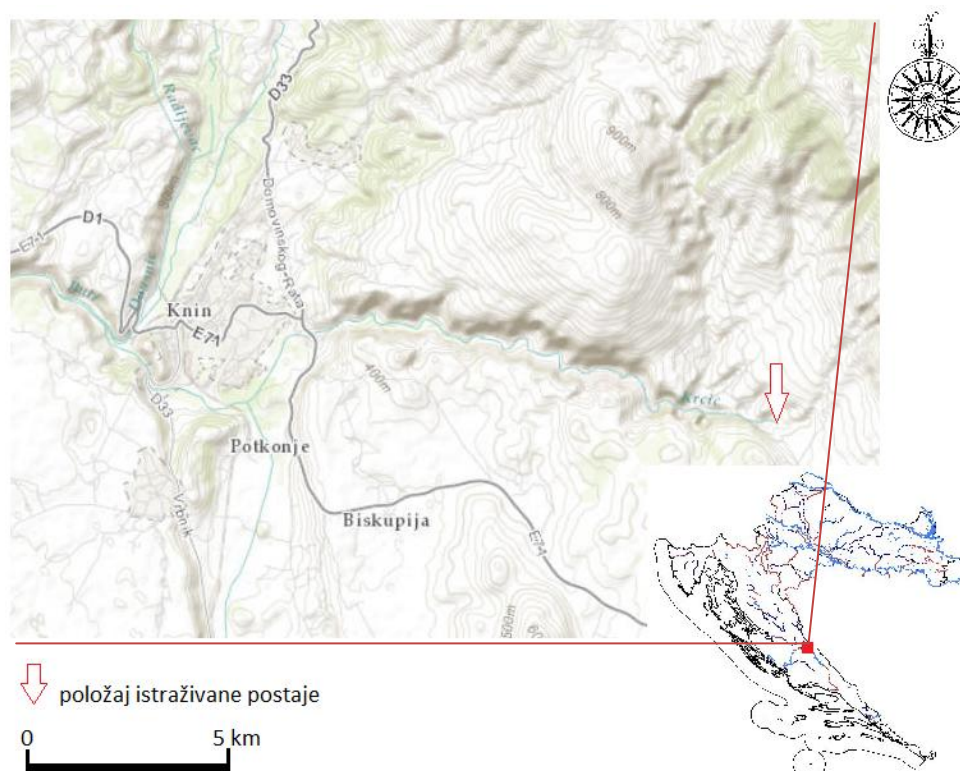 N
D33
Radljevac
900m
800m
D1
E71
Domovinskog-Rata
Butišnica
Knin
E71
400m
Krčić
D33
Potkonje
Vrbnik
Biskupija
E71
500m
položaj istraživane postaje
0
5 km